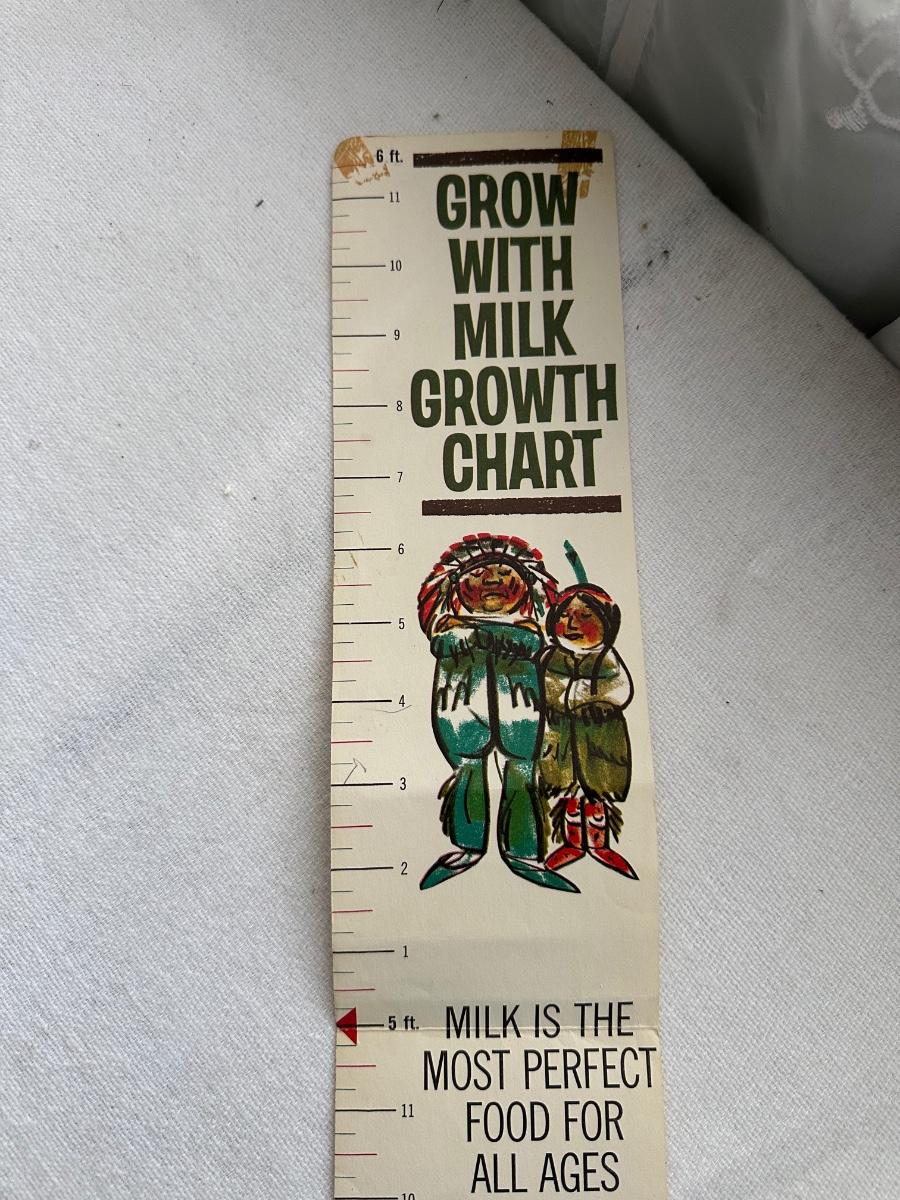 6 ft.
GROW
11
WITH
10
MILK
9
GROWTH
8
CHART
7
6
5
4
3
2
1
5 ft.
MILK IS THE
MOST PERFECT
11
FOOD FOR
ALL AGES
10